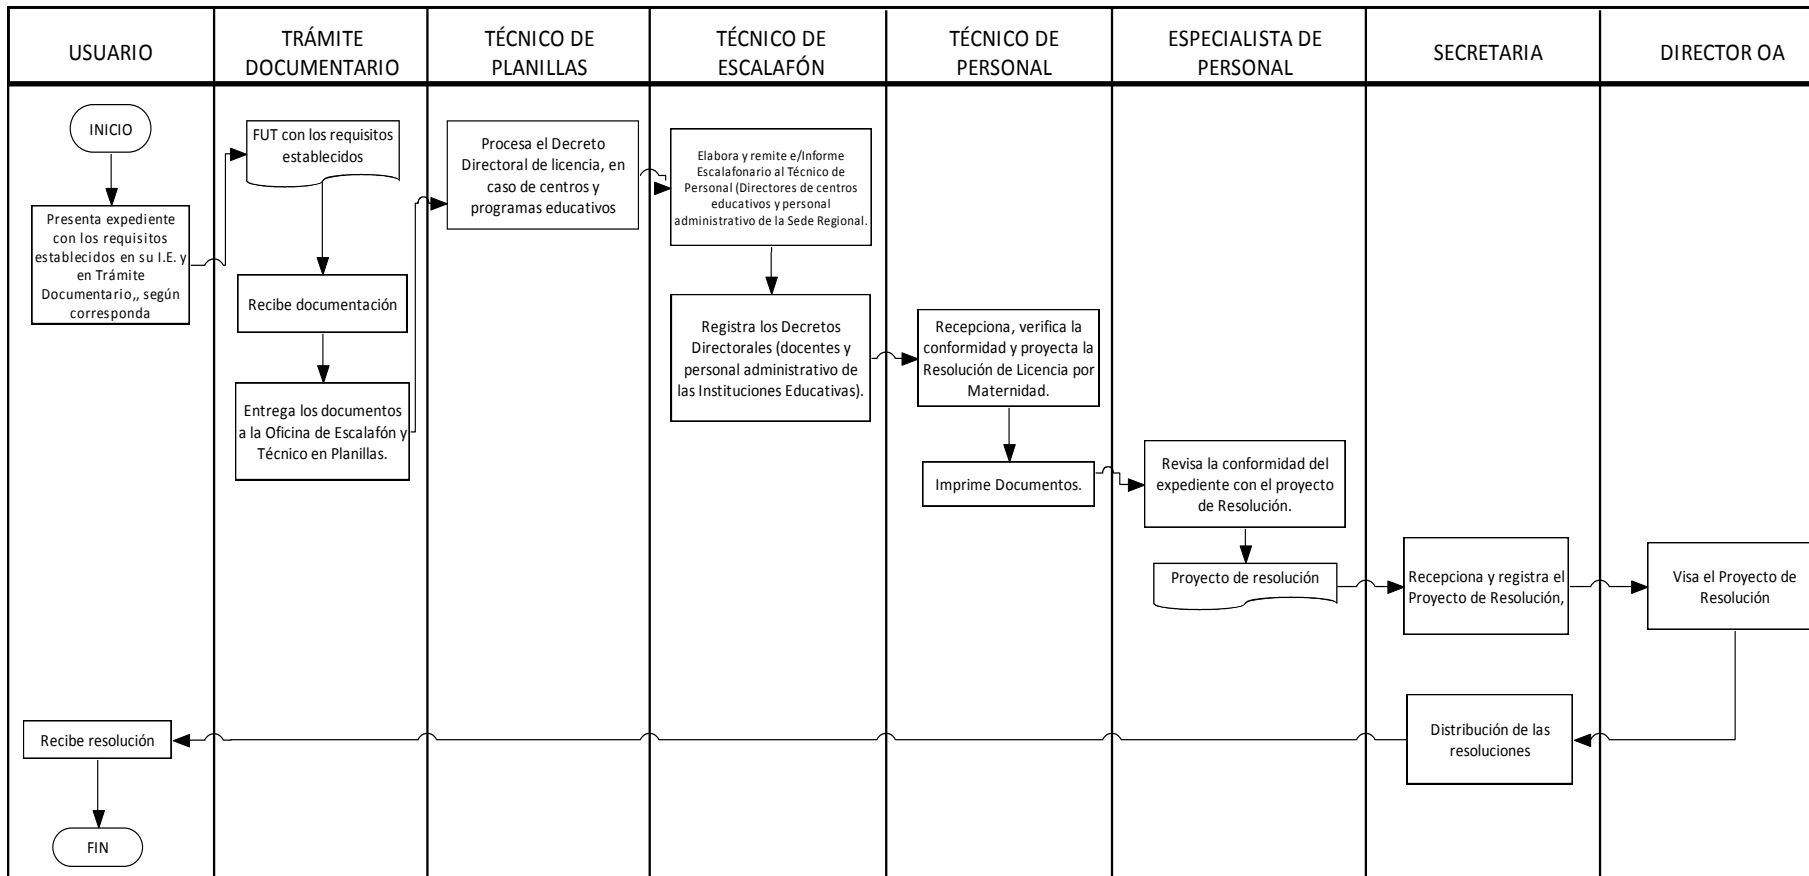 USUARIO
TRÁMITE
DOCUMENTARIO
TÉCNICO DE
PLANILLAS
TÉCNICO DE
ESCALAFÓN
TÉCNICO DE
PERSONAL
ESPECIALISTA DE
PERSONAL
SECRETARIA
DIRECTOR OA
INICIO
Presenta expediente
con los requisitos
establecidos en su I.E. y
en Trámite
Documentario,, según
corresponda
FUT con los requisitos
establecidos
Recibe documentación
Entrega los documentos
a la Oficina de Escalafón y
Técnico en Planillas.
Procesa el Decreto
Directoral de licencia, en
caso de centros y
programas educativos
Elabora y remite e/Informe
Escalafonario al Técnico de
Personal (Directores de centros
educativos y personal
administrativo de la Sede Regional.
Registra los Decretos
Directorales (docentes y
personal administrativo de
las Instituciones Educativas).
Recepciona, verifica la
conformidad y proyecta la
Resolución de Licencia por
Maternidad.
Imprime Documentos.
Revisa la conformidad del
expediente con el proyecto
de Resolución.
Proyecto de resolución
Recepciona y registra el
Proyecto de Resolución,
Visa el Proyecto de
Resolución
Distribución de las
resoluciones
Recibe resolución
FIN